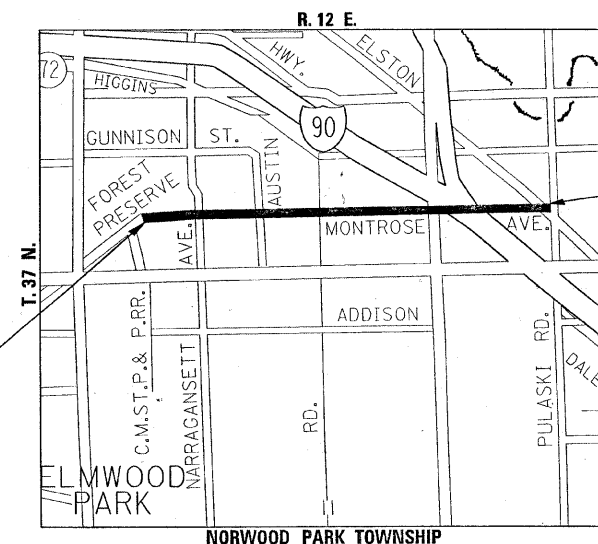 R. 12 E.
HWY.
ELSTON
72
HIGGINS
90
GUNNISON ST.
AUSTIN
FOREST
PRESERVE
AVE.
MONTROSE AVE.
T. 37 N.
ADDISON
C.M.ST.P.& P.RR.
NARRAGANSETT
RD.
PULASKI RD.
DALE
ELMWOOD
PARK
NORWOOD PARK TOWNSHIP